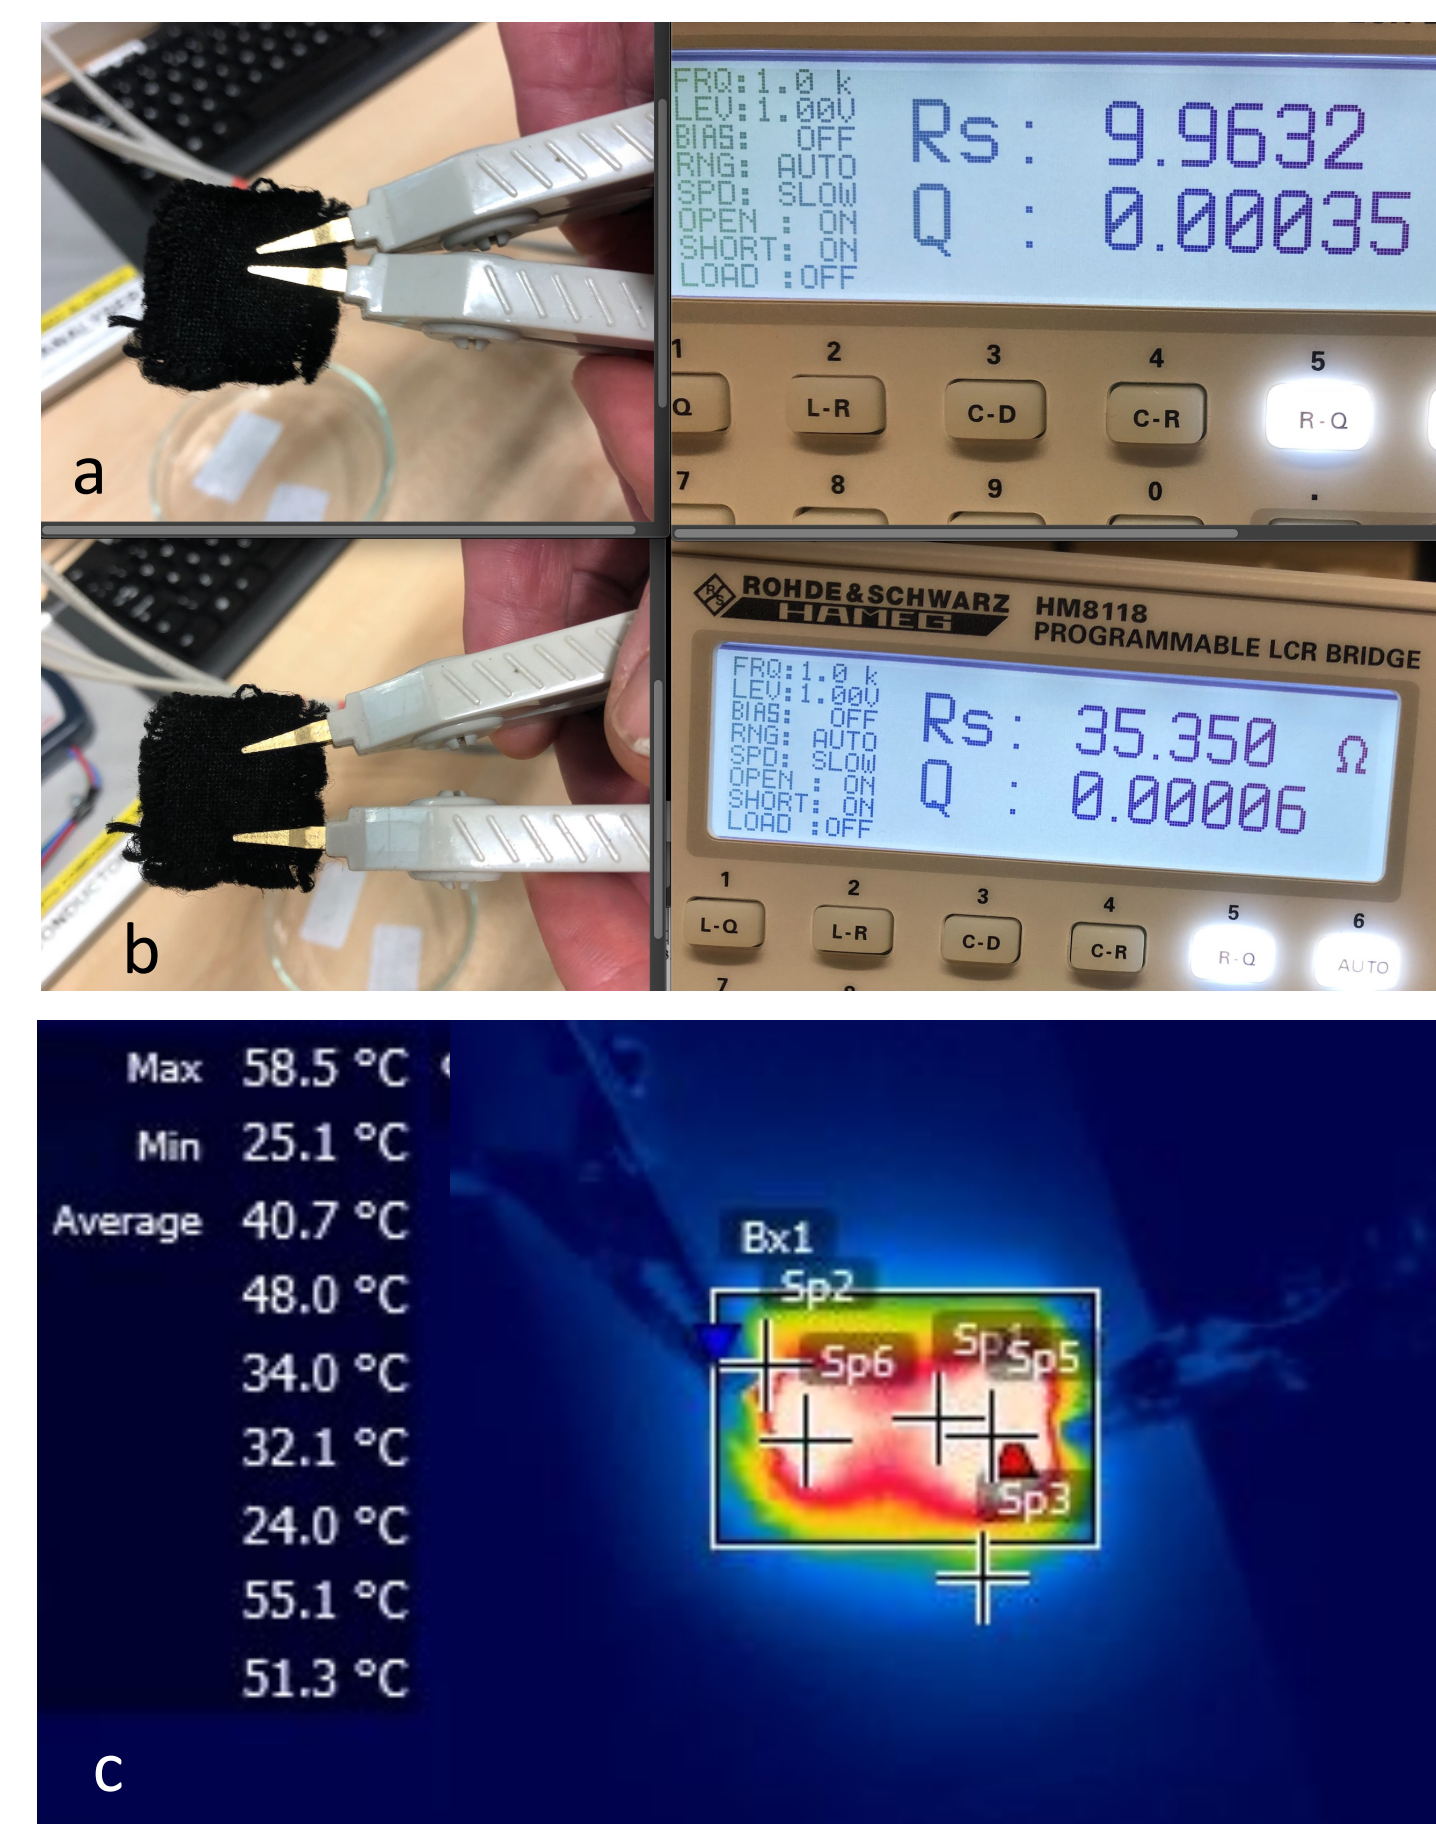 a
FRQ:1.0 k
LEV:1.00V
BIAS: OFF
RNG: AUTO
SPD: SLOW
OPEN : ON
SHORT: ON
LOAD :OFF
Rs : 9.9632
Q : 0.00035
1 2 3 4 5
Q L-R C-D C-R R-Q
7 8 9 0 .
b
ROHDE&SCHWARZ
HAMEG
HM8118
PROGRAMMABLE LCR BRIDGE
FRQ:1.0 k
LEV:1.00V
BIAS: OFF
RNG: AUTO
SPD: SLOW
OPEN : ON
SHORT: ON
LOAD :OFF
Rs : 35.350 Ω
Q : 0.00006
1 2 3 4 5 6
L-Q L-R C-D C-R R-Q AUTO
7
Max 58.5 °C
Min 25.1 °C
Average 40.7 °C
48.0 °C
34.0 °C
32.1 °C
24.0 °C
55.1 °C
51.3 °C
Bx1
Sp2
Sp6
Sp5
Sp3
c